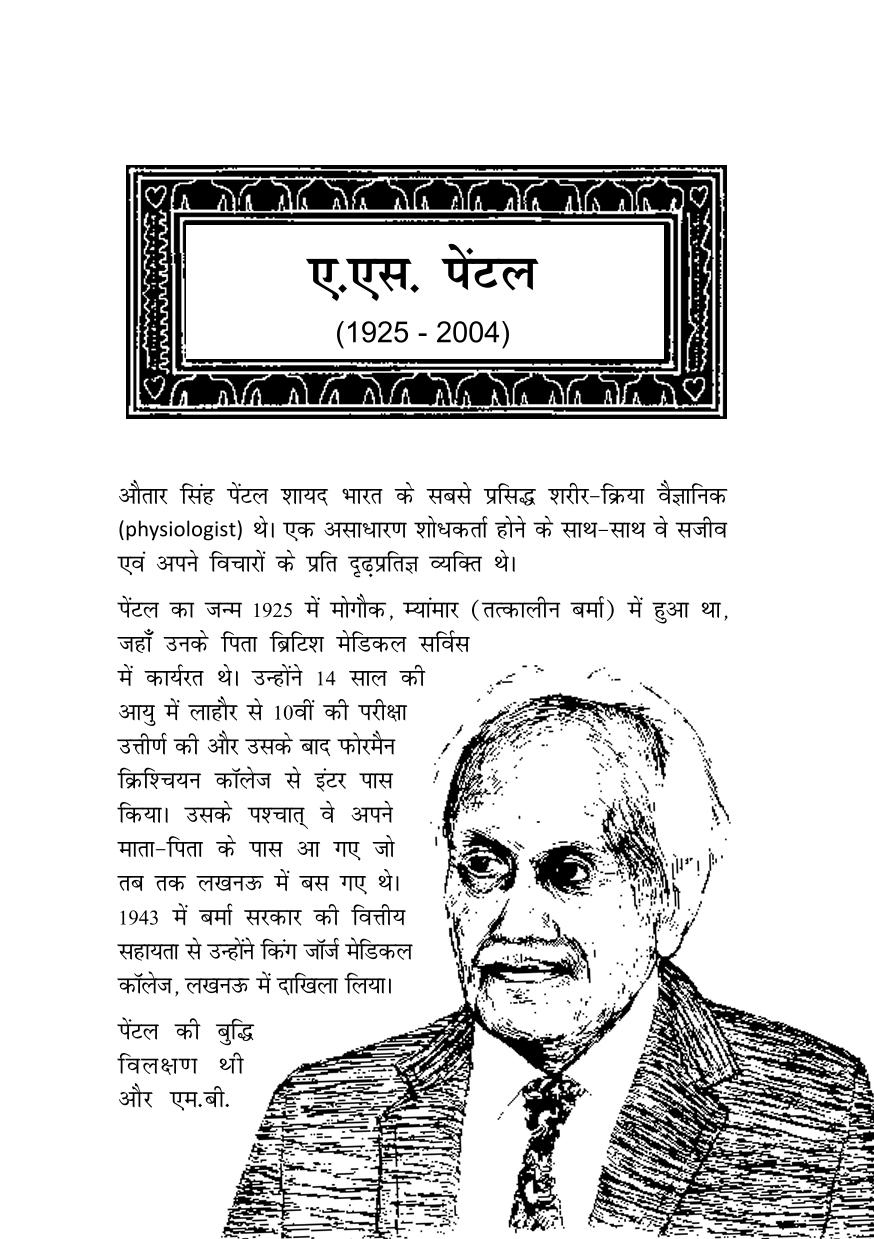 ए.एस. पेंटल
(1925 - 2004)
औतार सिंह पेंटल शायद भारत के सबसे प्रसिद्ध शरीर-क्रिया वैज्ञानिक
(physiologist) थे। एक असाधारण शोधकर्ता होने के साथ-साथ वे सजीव
एवं अपने विचारों के प्रति दृढ़प्रतिज्ञ व्यक्ति थे।
पेंटल का जन्म 1925 में मोगौक, म्यांमार (तत्कालीन बर्मा) में हुआ था,
जहाँ उनके पिता ब्रिटिश मेडिकल सर्विस
में कार्यरत थे। उन्होंने 14 साल की
आयु में लाहौर से 10वीं की परीक्षा
उत्तीर्ण की और उसके बाद फोरमैन
क्रिश्चियन कॉलेज से इंटर पास
किया। उसके पश्चात् वे अपने
माता-पिता के पास आ गए जो
तब तक लखनऊ में बस गए थे।
1943 में बर्मा सरकार की वित्तीय
सहायता से उन्होंने किंग जॉर्ज मेडिकल
कॉलेज, लखनऊ में दाखिला लिया।
पेंटल की बुद्धि
विलक्षण थी
और एम.बी.